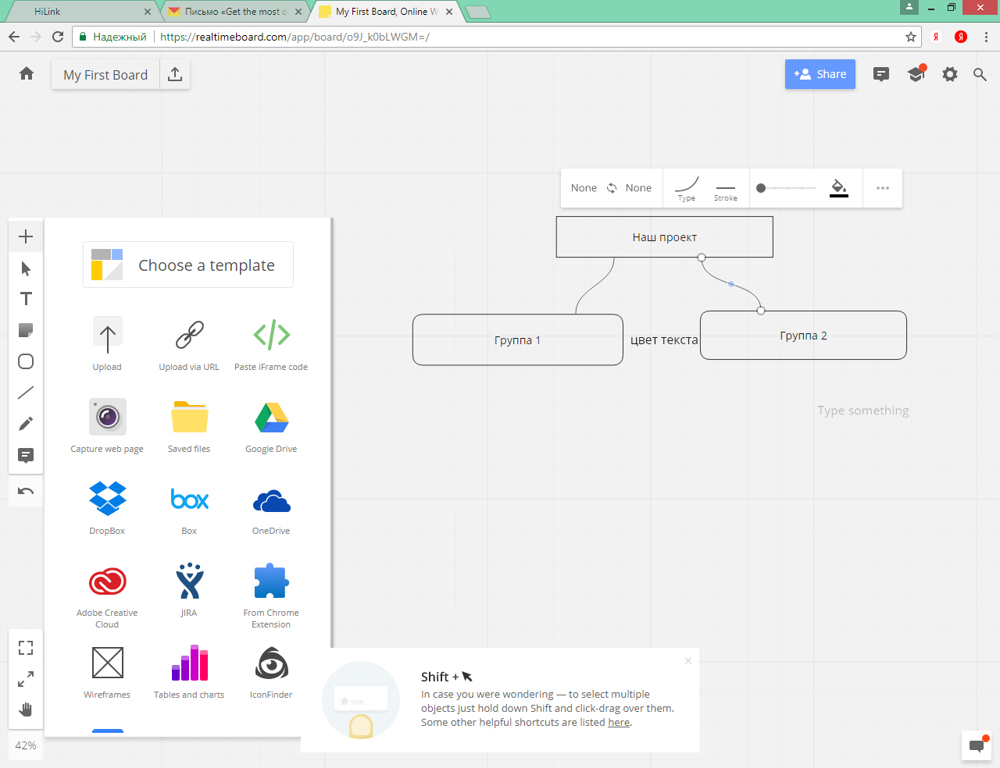 HiLink
Письмо «Get the most o
My First Board, Online W
Надежный
https://realtimeboard.com/app/board/o9J_k0bLWGM=/
Я
Я
My First Board
Share
None
None
Type
Stroke
Наш проект
Choose a template
T
Группа 1
цвет текста
Группа 2
Upload
Upload via URL
Paste iFrame code
Type something
Capture web page
Saved files
Google Drive
box
DropBox
Box
OneDrive
Adobe Creative
Cloud
JIRA
From Chrome
Extension
Wireframes
Tables and charts
IconFinder
Shift +
In case you were wondering — to select multiple
objects just hold down Shift and click-drag over them.
Some other helpful shortcuts are listed here.
Shift
42%